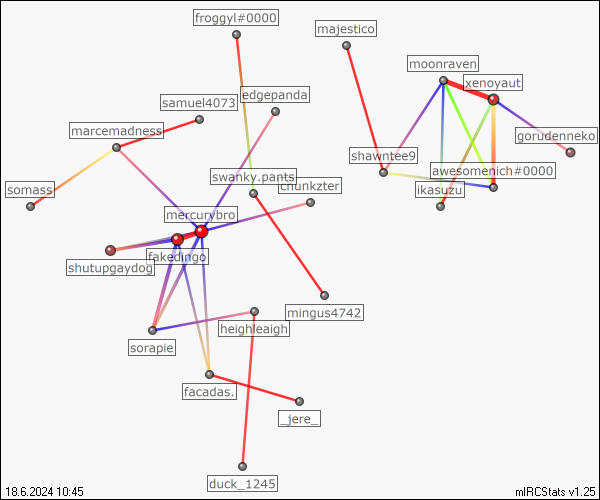 froggyl#0000
majestico
moonraven
xenoyaut
edgepanda
samuel4073
marcemadness
gorudenneko
shawntee9
awesomenich#0000
swanky.pants
chunkzter
somass
ikasuzu
mercurybro
fakedingo
shutupgaydog
mingus4742
heighleaigh
sorapie
facadas.
_jere_
duck_1245
18.6.2024 10:45
mIRCStats v1.25